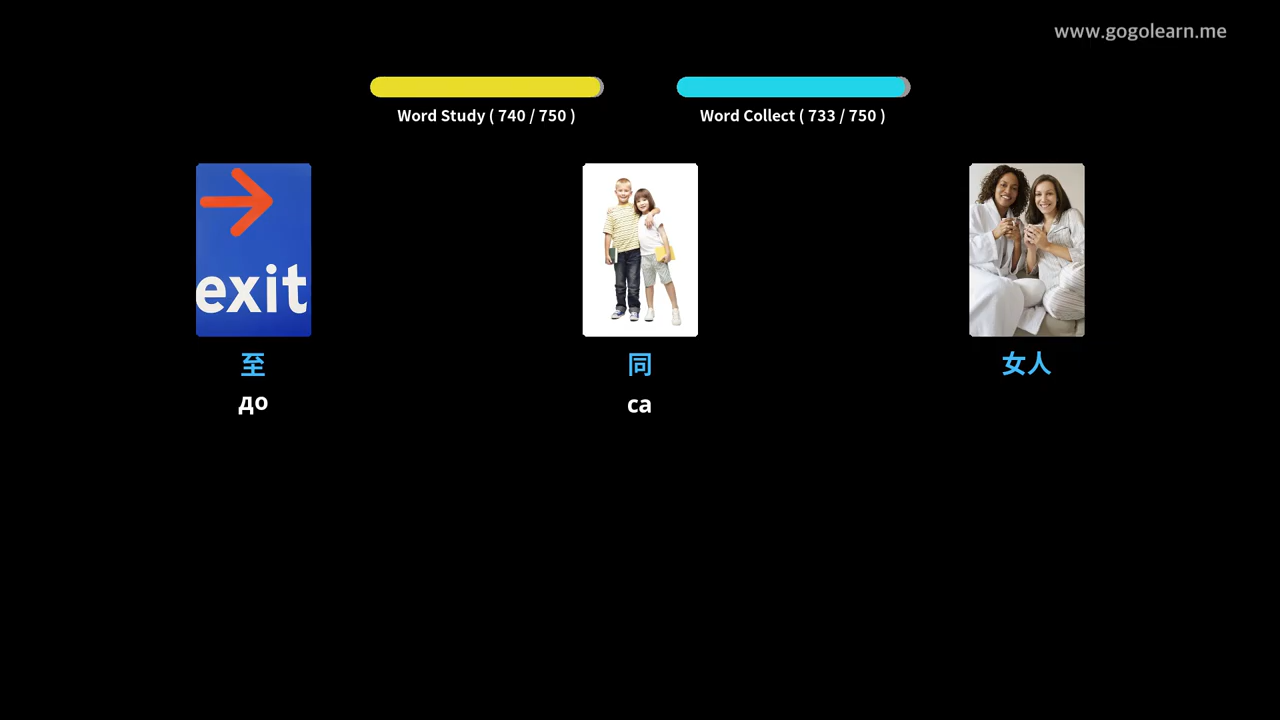 www.gogolearn.me
Word Study ( 740 / 750 )
Word Collect ( 733 / 750 )
exit
至
同
女人
до
са